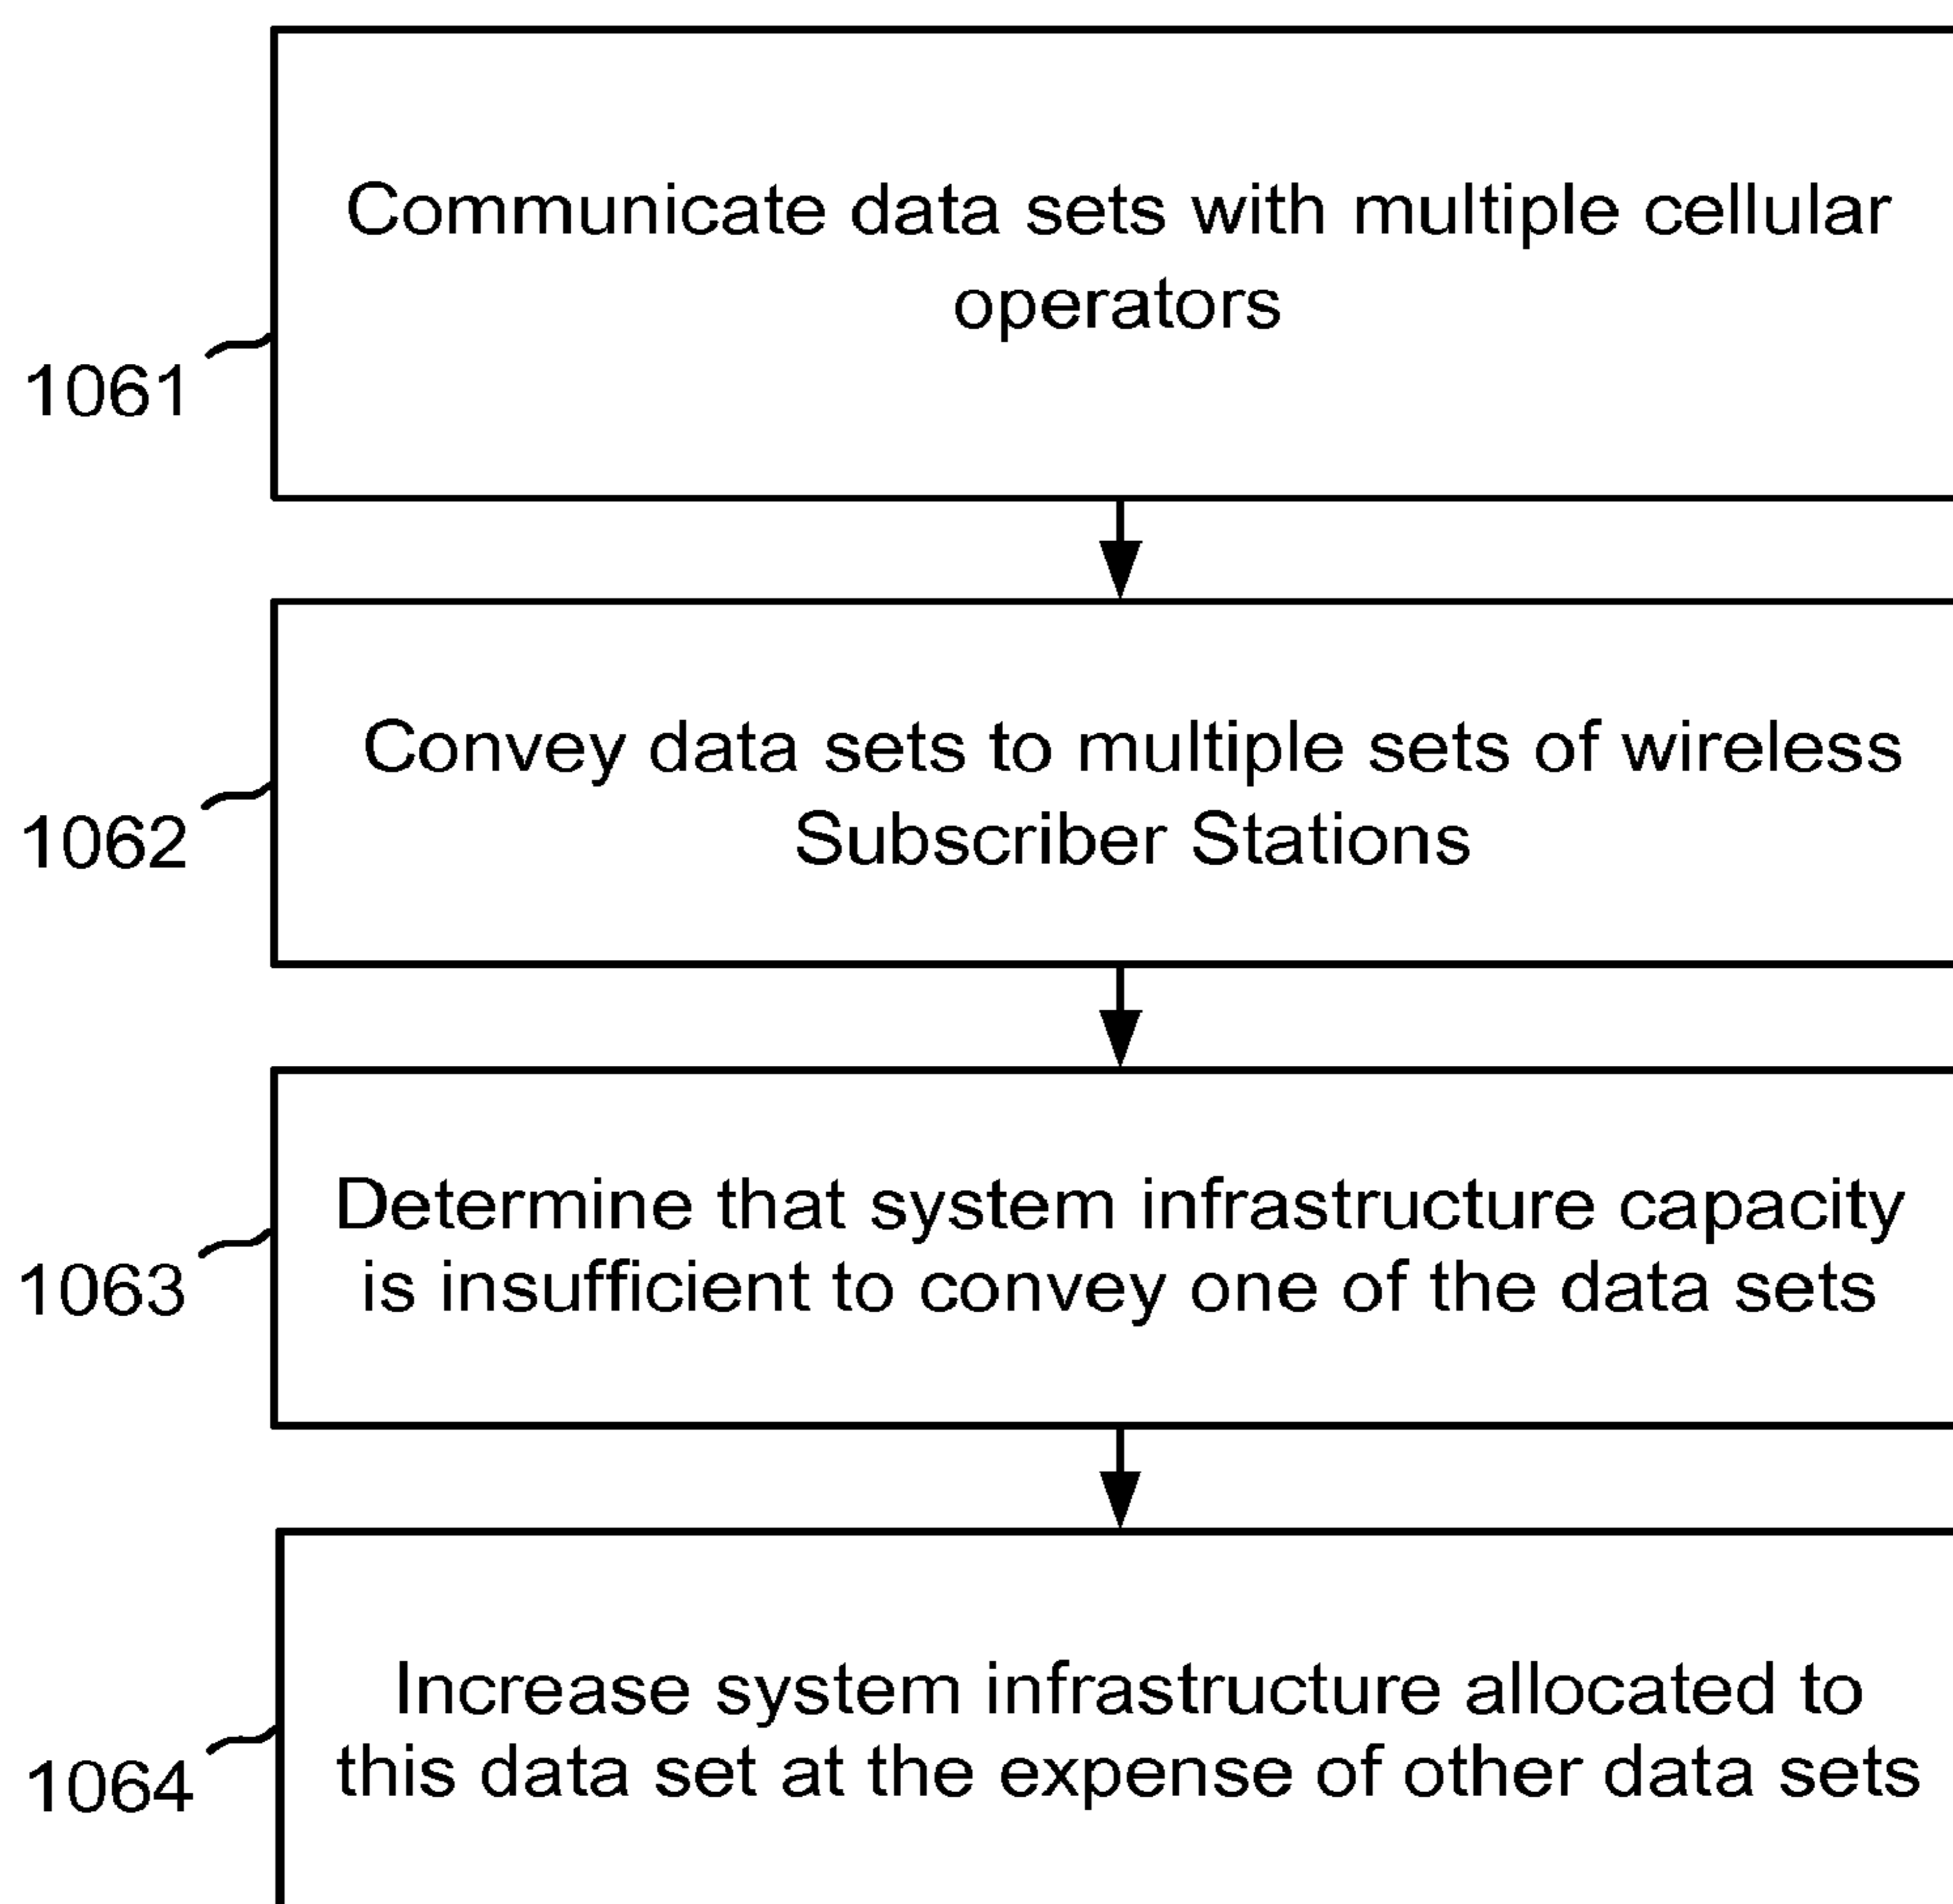 Communicate data sets with multiple cellular
operators
1061
Convey data sets to multiple sets of wireless
Subscriber Stations
1062
Determine that system infrastructure capacity
is insufficient to convey one of the data sets
1063
Increase system infrastructure allocated to
this data set at the expense of other data sets
1064